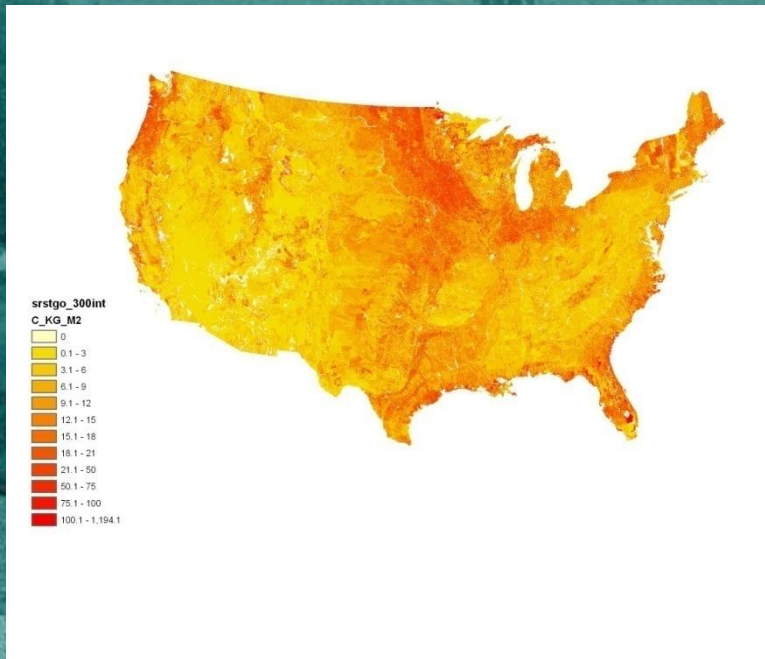 srstgo_300int
C_KG_M2
0
0.1 - 3
3.1 - 6
6.1 - 9
9.1 - 12
12.1 - 15
15.1 - 18
18.1 - 21
21.1 - 50
50.1 - 75
75.1 - 100
100.1 - 1,194.1